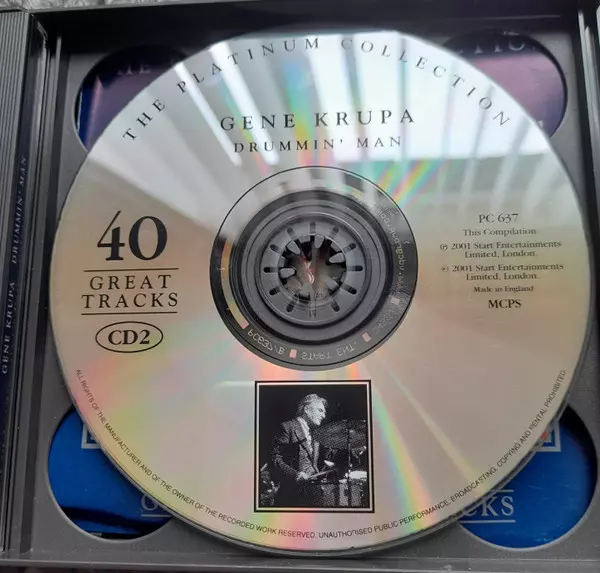 THE PLATINUM COLLECTION
GENE KRUPA
DRUMMIN' MAN
40
GREAT
TRACKS
CD2
PC 637
This Compilation
℗ 2001 Start Entertainments
Limited, London.
© 2001 Start Entertainments
Limited, London.
Made in England
MCPS
ALL RIGHTS OF THE MANUFACTURER AND OF THE OWNER OF THE RECORDED WORK RESERVED. UNAUTHORISED PUBLIC PERFORMANCE, BROADCASTING, COPYING AND RENTAL PROHIBITED.
GENE KRUPA DRUMMIN' MAN
TRACKS